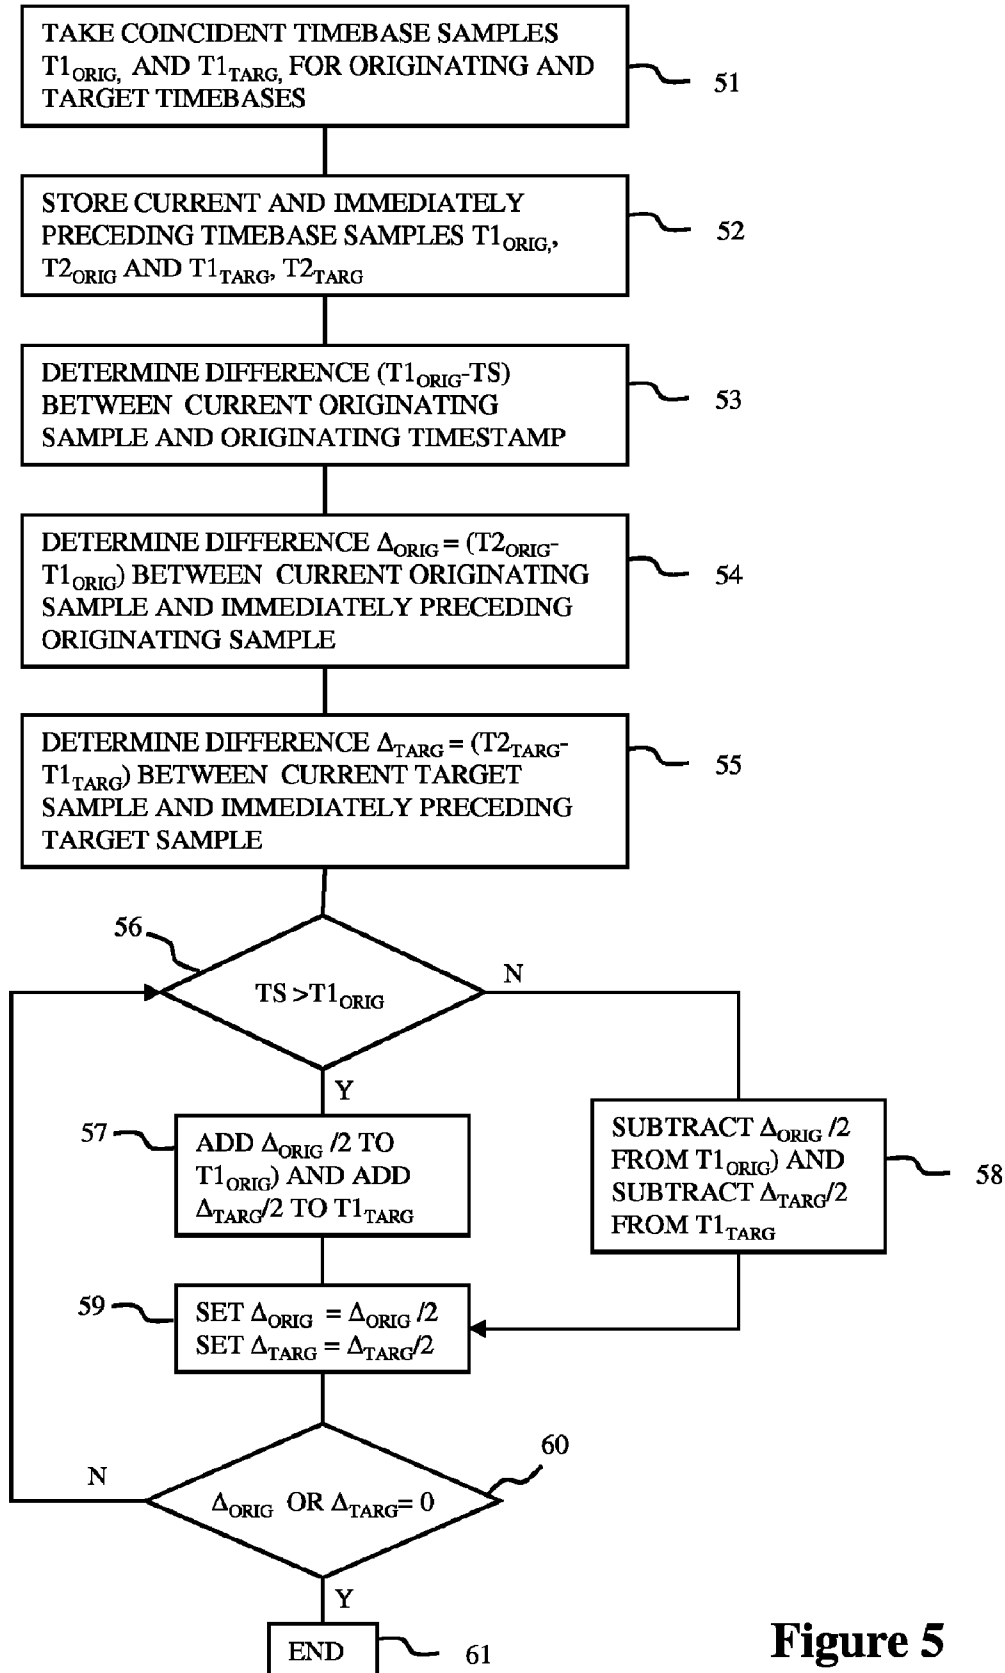 TAKE COINCIDENT TIMEBASE SAMPLES
T1ORIG, AND T1TARG, FOR ORIGINATING AND
TARGET TIMEBASES
51
STORE CURRENT AND IMMEDIATELY
PRECEDING TIMEBASE SAMPLES T1ORIG,,
T2ORIG AND T1TARG, T2TARG
52
DETERMINE DIFFERENCE (T1ORIG-TS)
BETWEEN CURRENT ORIGINATING
SAMPLE AND ORIGINATING TIMESTAMP
53
DETERMINE DIFFERENCE ΔORIG = (T2ORIG-
T1ORIG) BETWEEN CURRENT ORIGINATING
SAMPLE AND IMMEDIATELY PRECEDING
ORIGINATING SAMPLE
54
DETERMINE DIFFERENCE ΔTARG = (T2TARG-
T1TARG) BETWEEN CURRENT TARGET
SAMPLE AND IMMEDIATELY PRECEDING
TARGET SAMPLE
55
56
TS >T1ORIG
N
Y
57
ADD ΔORIG /2 TO
T1ORIG) AND ADD
ΔTARG/2 TO T1TARG
SUBTRACT ΔORIG /2
FROM T1ORIG) AND
SUBTRACT ΔTARG/2
FROM T1TARG
58
59
SET ΔORIG = ΔORIG /2
SET ΔTARG = ΔTARG/2
60
N
ΔORIG OR ΔTARG= 0
Y
END
61
Figure 5